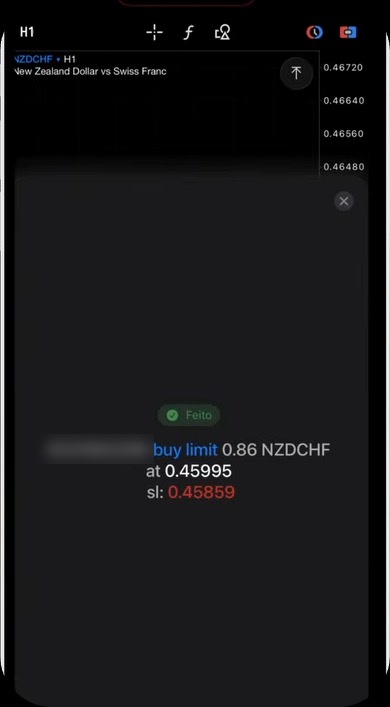 H1
NZDCHF • H1
New Zealand Dollar vs Swiss Franc
0.46720
0.46640
0.46560
0.46480
Feito
buy limit 0.86 NZDCHF
at 0.45995
sl: 0.45859